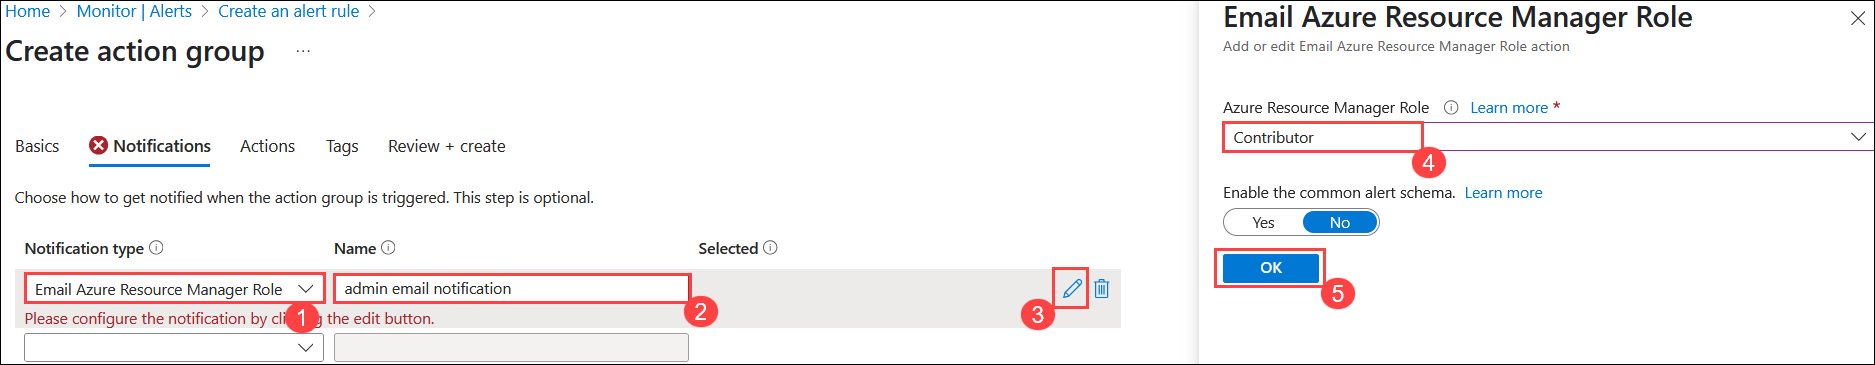 Home > Monitor | Alerts > Create an alert rule >
Create action group ...
Basics Notifications Actions Tags Review + create
Choose how to get notified when the action group is triggered. This step is optional.
Notification type Name Selected
Email Azure Resource Manager Role admin email notification
1 2 3
Please configure the notification by cli g the edit button.
Email Azure Resource Manager Role
Add or edit Email Azure Resource Manager Role action
Azure Resource Manager Role Learn more *
Contributor
4
Enable the common alert schema. Learn more
Yes No
OK
5